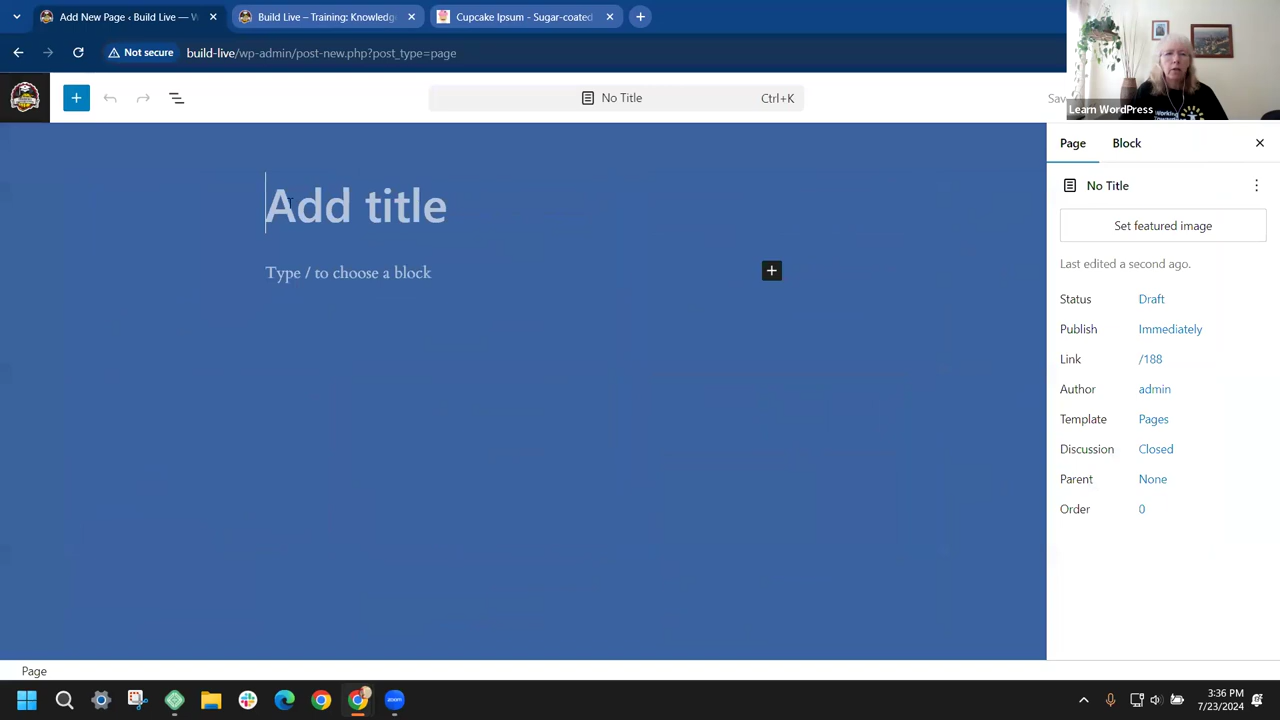 Add New Page ‹ Build Live — W
Build Live – Training: Knowledg
Cupcake Ipsum - Sugar-coated
Not secure
build-live/wp-admin/post-new.php?post_type=page
No Title
Ctrl+K
Sav
Learn WordPress
Working
Add title
Type / to choose a block
Page
Block
No Title
Set featured image
Last edited a second ago.
Status
Draft
Publish
Immediately
Link
/188
Author
admin
Template
Pages
Discussion
Closed
Parent
None
Order
0
Page
zoom
3:36 PM
7/23/2024